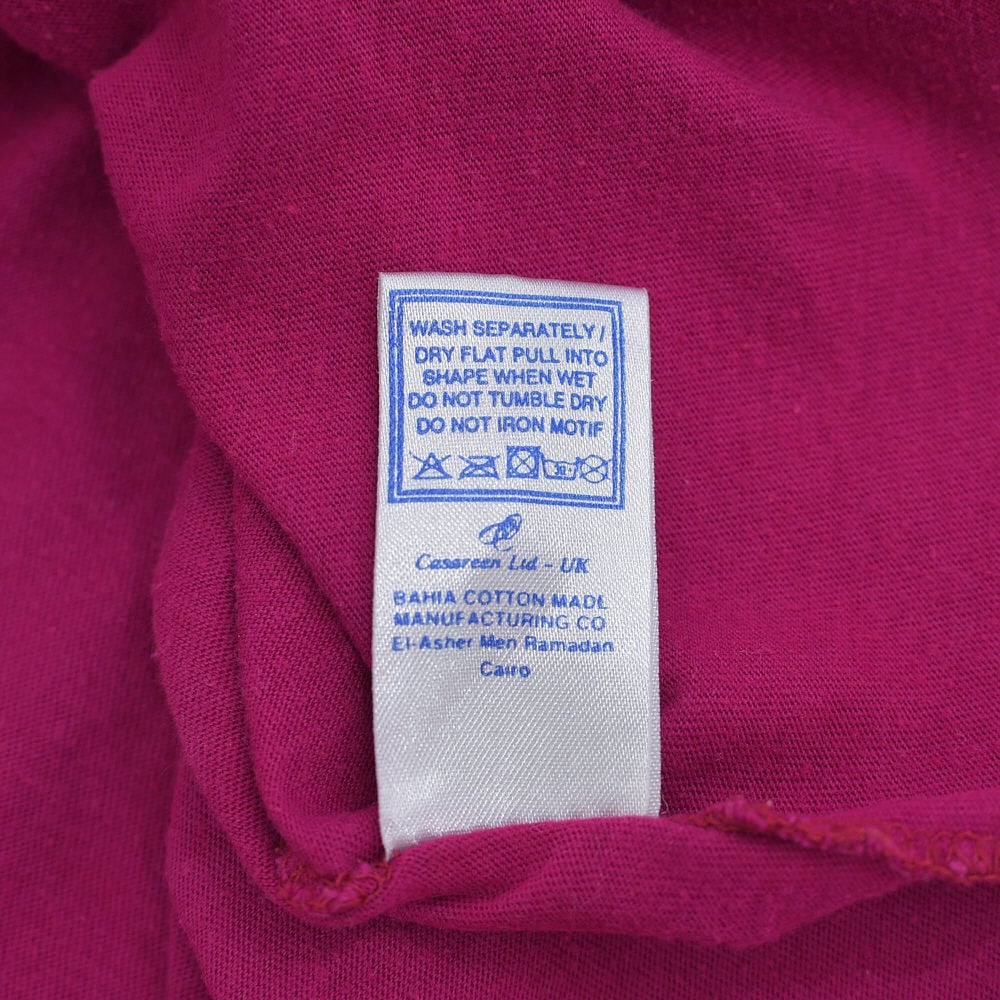 WASH SEPARATELY /
DRY FLAT PULL INTO
SHAPE WHEN WET
DO NOT TUMBLE DRY
DO NOT IRON MOTIF
Casareen Ltd - UK
BAHIA COTTON MADE
MANUFACTURING CO
El-Asher Men Ramadan
Cairo